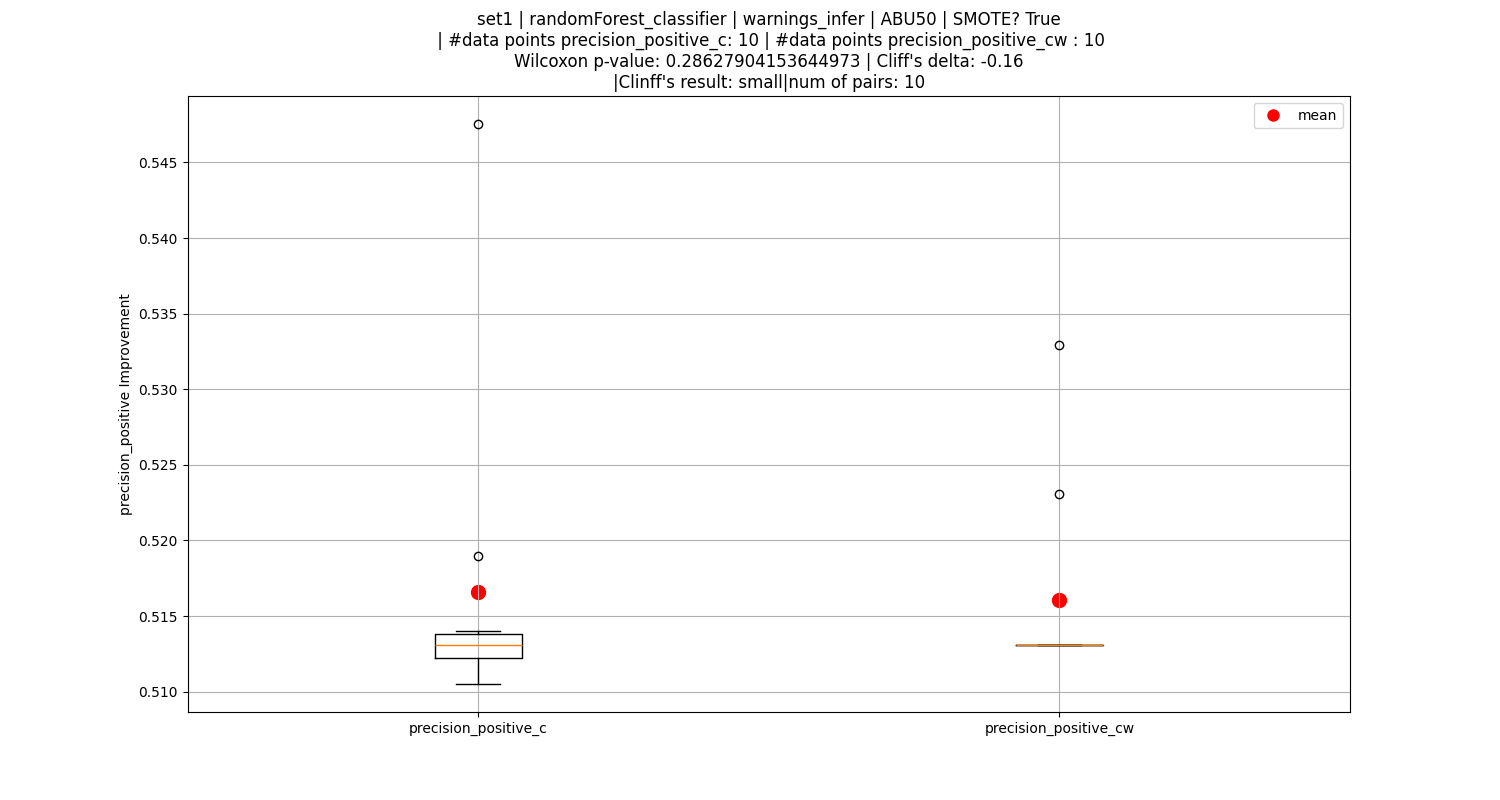 set1 | randomForest_classifier | warnings_infer | ABU50 | SMOTE? True
| #data points precision_positive_c: 10 | #data points precision_positive_cw : 10
Wilcoxon p-value: 0.28627904153644973 | Cliff's delta: -0.16
|Clinff's result: small|num of pairs: 10
mean
0.545
0.540
0.535
0.530
0.525
0.520
0.515
0.510
precision_positive Improvement
precision_positive_c
precision_positive_cw